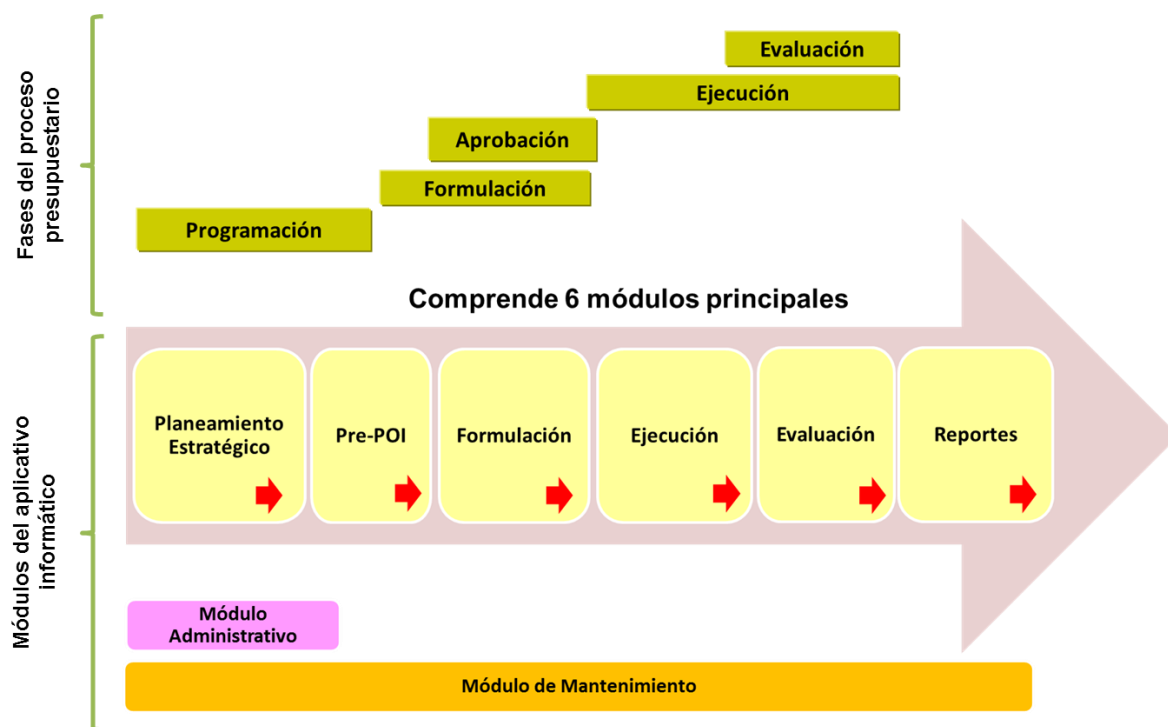 Fases del proceso
presupuestario
Evaluación
Ejecución
Aprobación
Formulación
Programación
Comprende 6 módulos principales
Módulos del aplicativo
informático
Planeamiento
Estratégico
Pre-POI
Formulación
Ejecución
Evaluación
Reportes
Módulo
Administrativo
Módulo de Mantenimiento